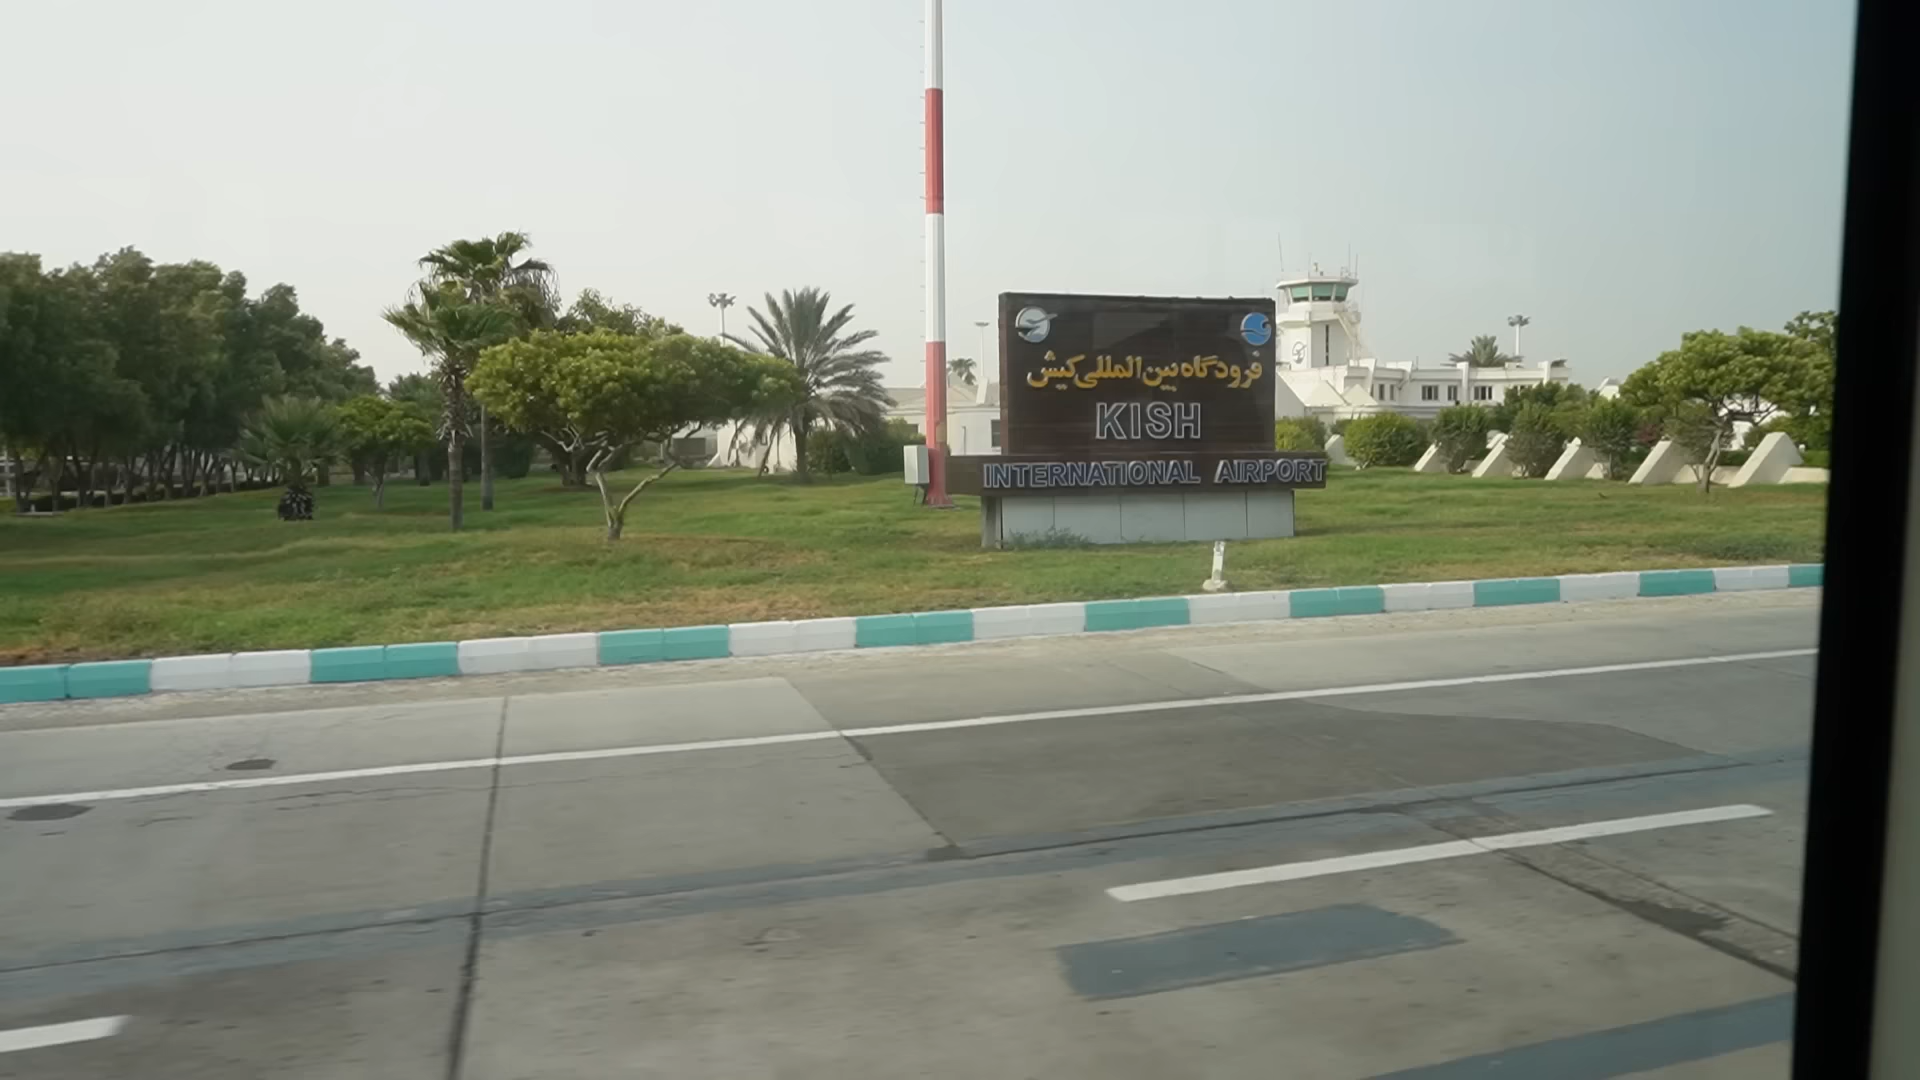 فرودگاه بین المللی کیش
KISH
INTERNATIONAL AIRPORT